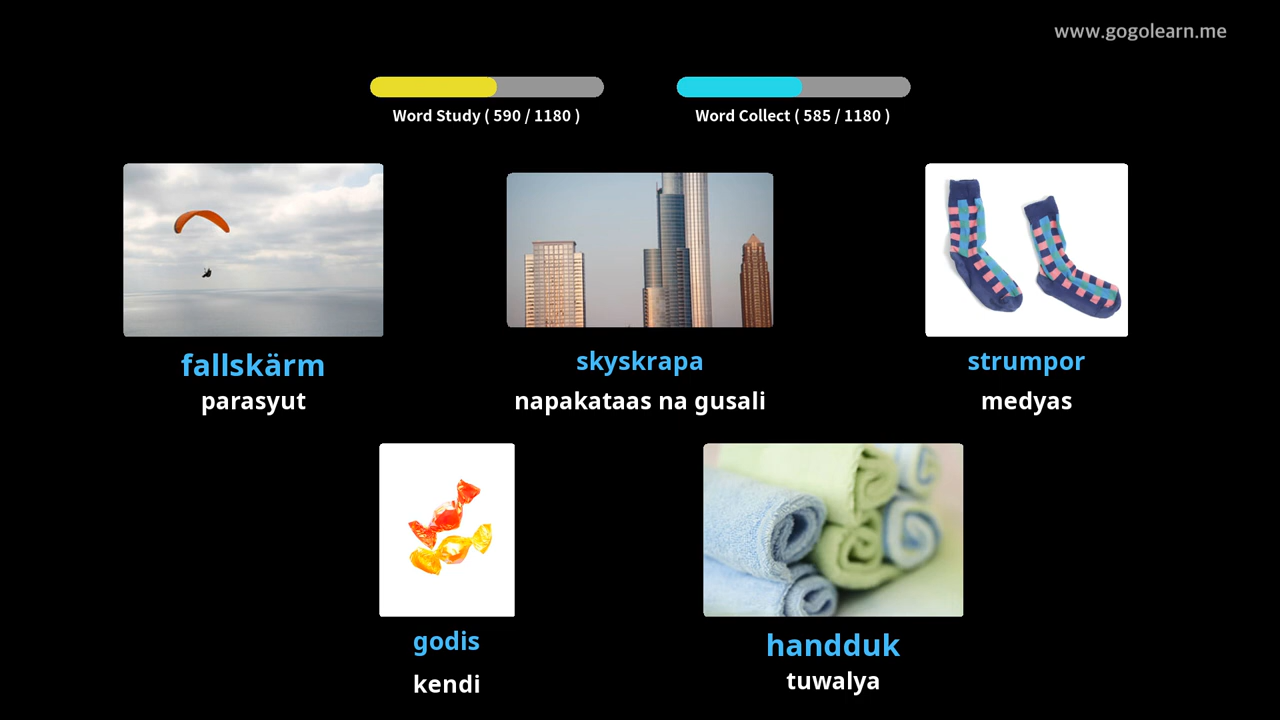 www.gogolearn.me
Word Study ( 590 / 1180 )
Word Collect ( 585 / 1180 )
fallskärm
parasyut
skyskrapa
napakataas na gusali
strumpor
medyas
godis
kendi
handduk
tuwalya